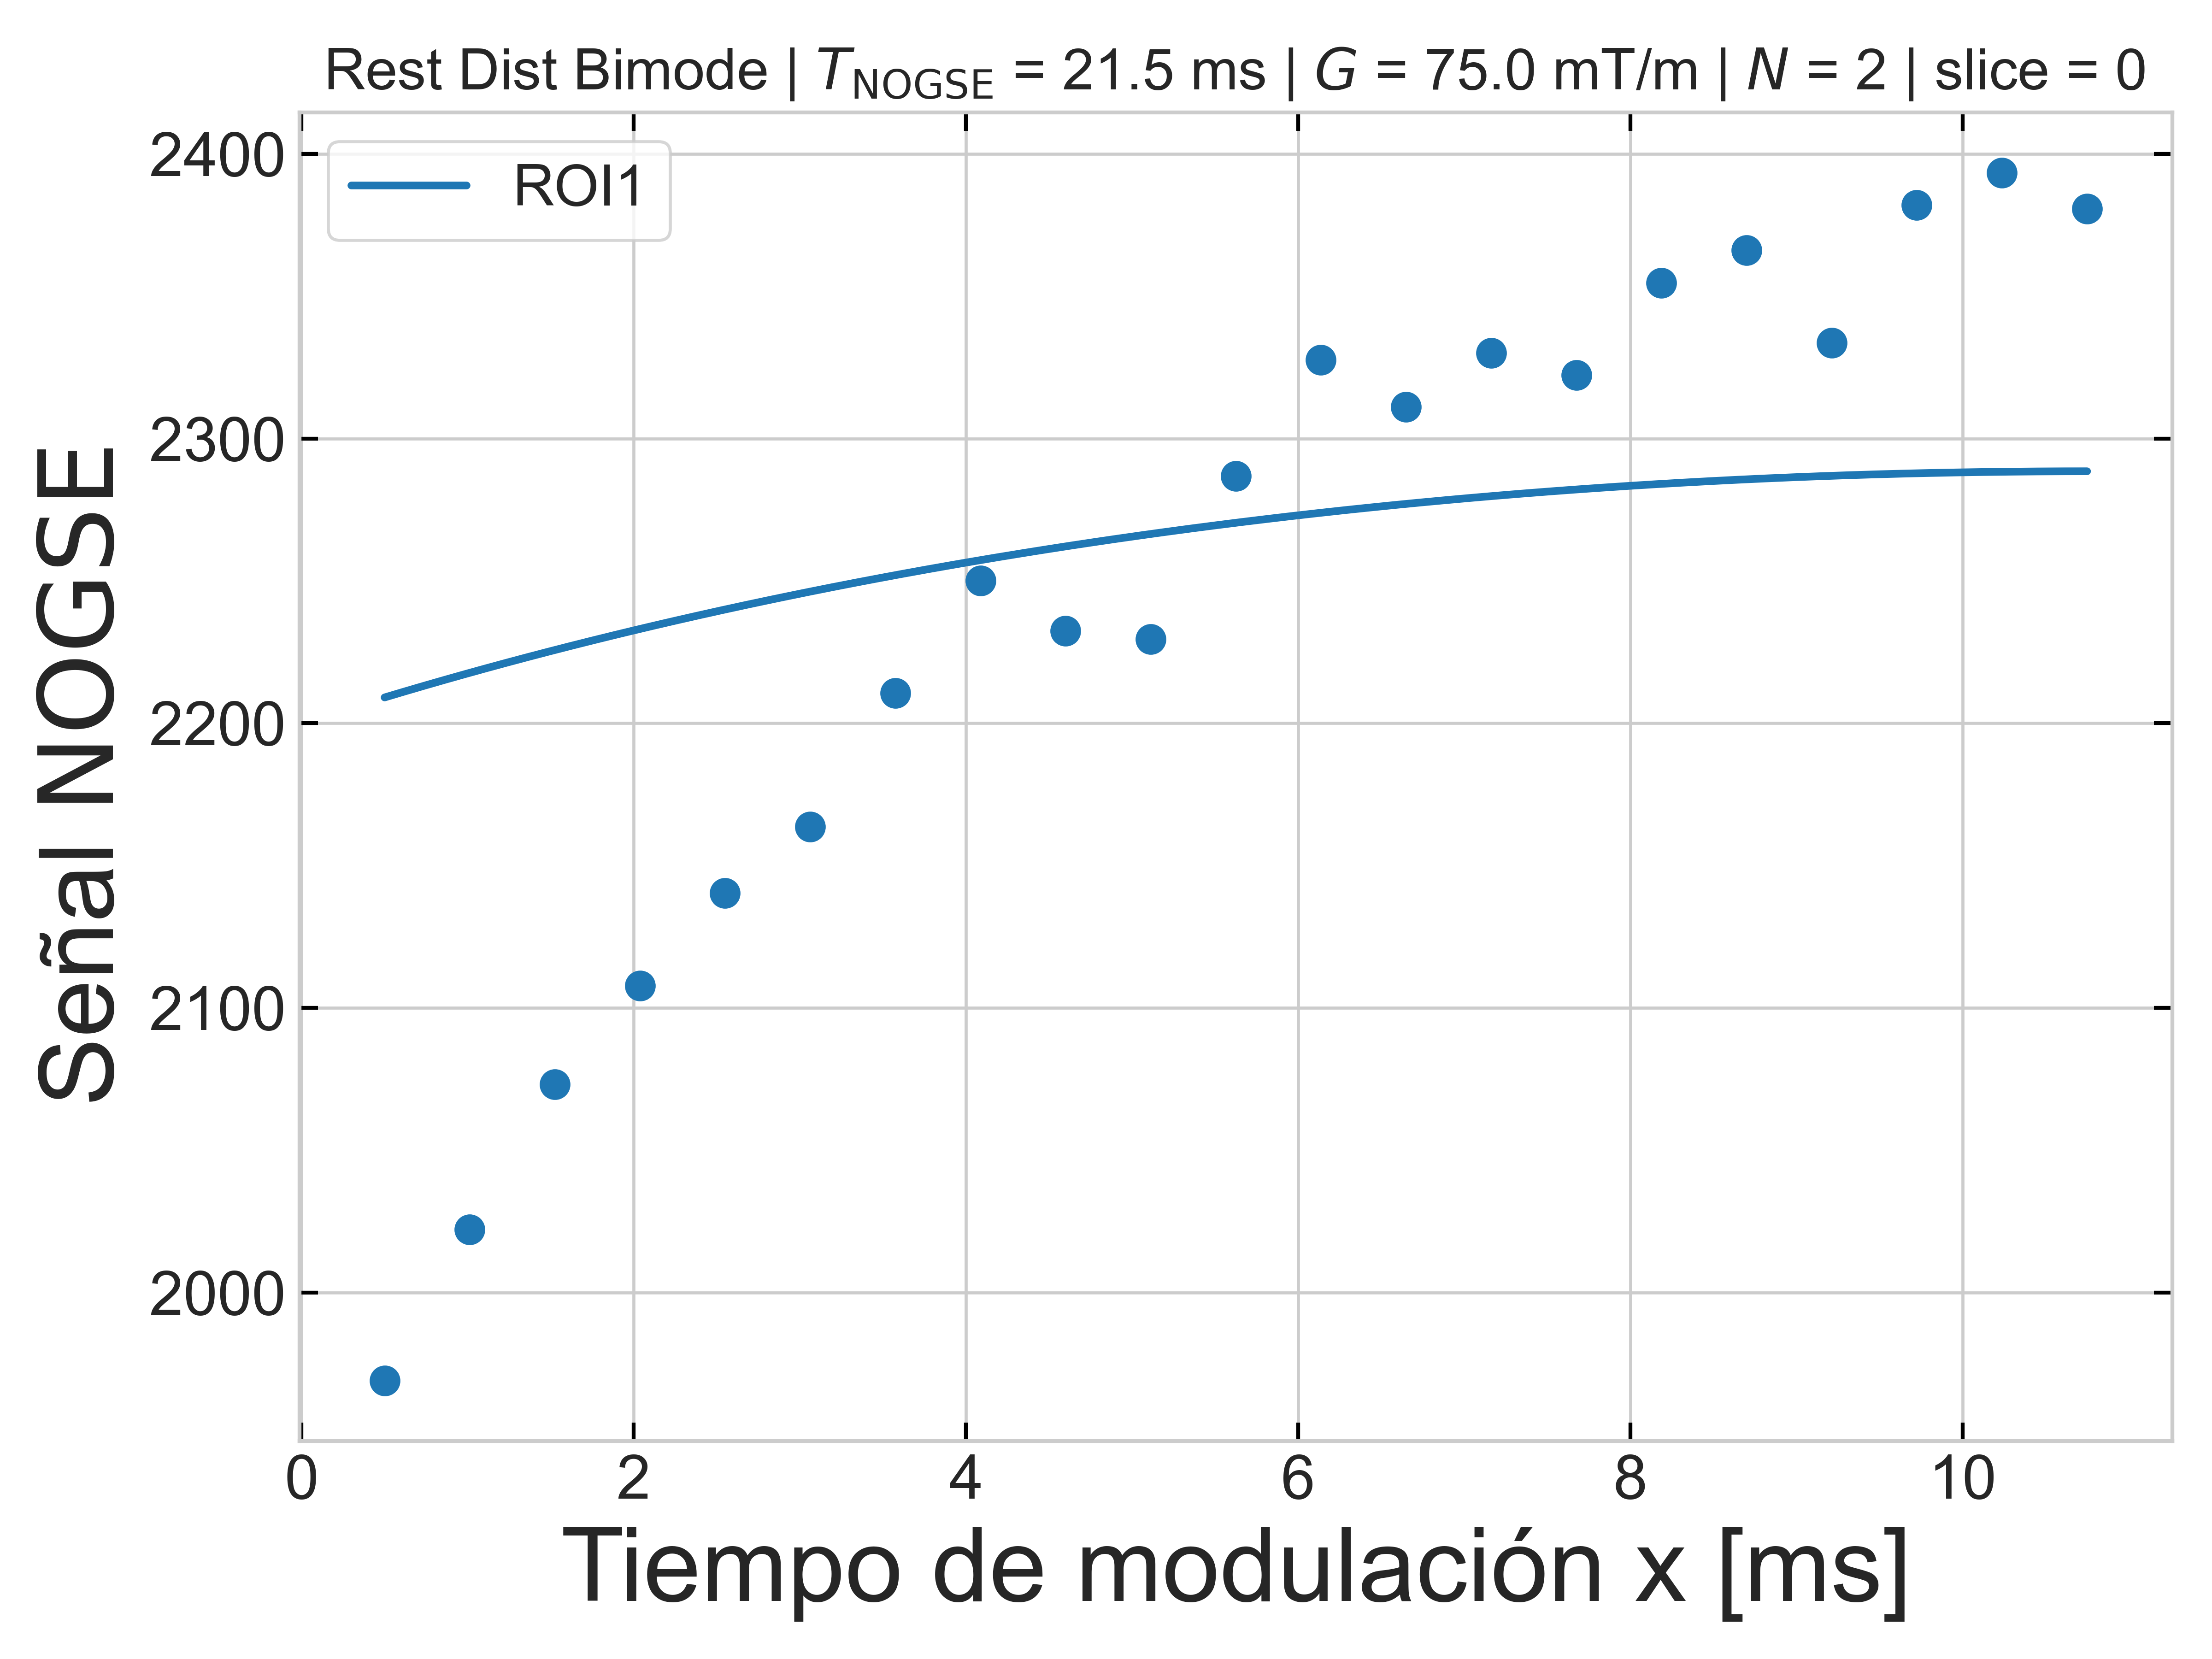 Rest Dist Bimode | T_NOGSE = 21.5 ms | G = 75.0 mT/m | N = 2 | slice = 0
ROI1
2400
2300
2200
2100
2000
Señal NOGSE
0 2 4 6 8 10
Tiempo de modulación x [ms]